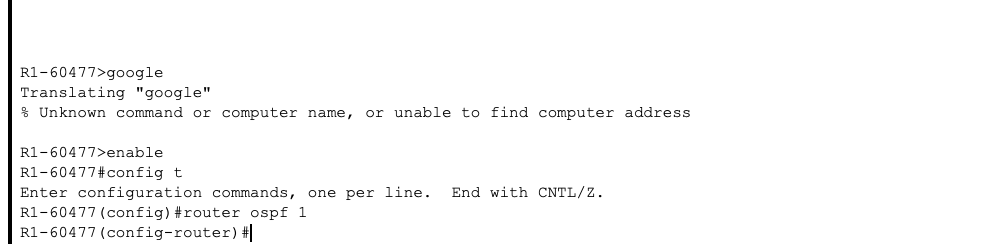 R1-60477>google
Translating "google"
% Unknown command or computer name, or unable to find computer address
R1-60477>enable
R1-60477#config t
Enter configuration commands, one per line.  End with CNTL/Z.
R1-60477(config)#router ospf 1
R1-60477(config-router)#